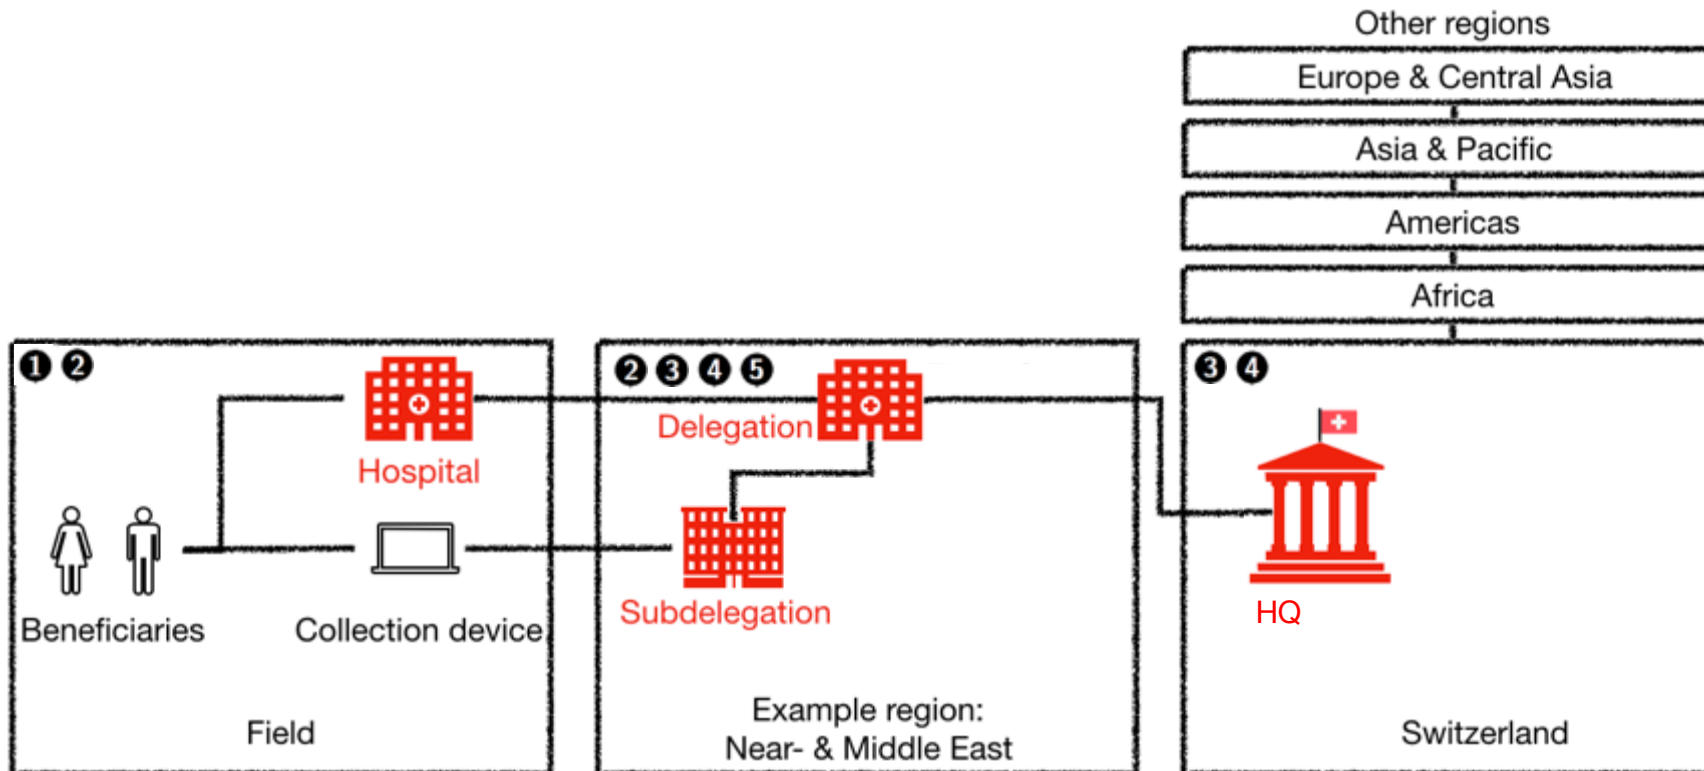 Other regions
Europe & Central Asia
Asia & Pacific
Americas
Africa
❶ ❷
Hospital
Beneficiaries
Collection device
Field
❷ ❸ ❹ ❺
Delegation
Subdelegation
Example region:
Near- & Middle East
❸ ❹
HQ
Switzerland